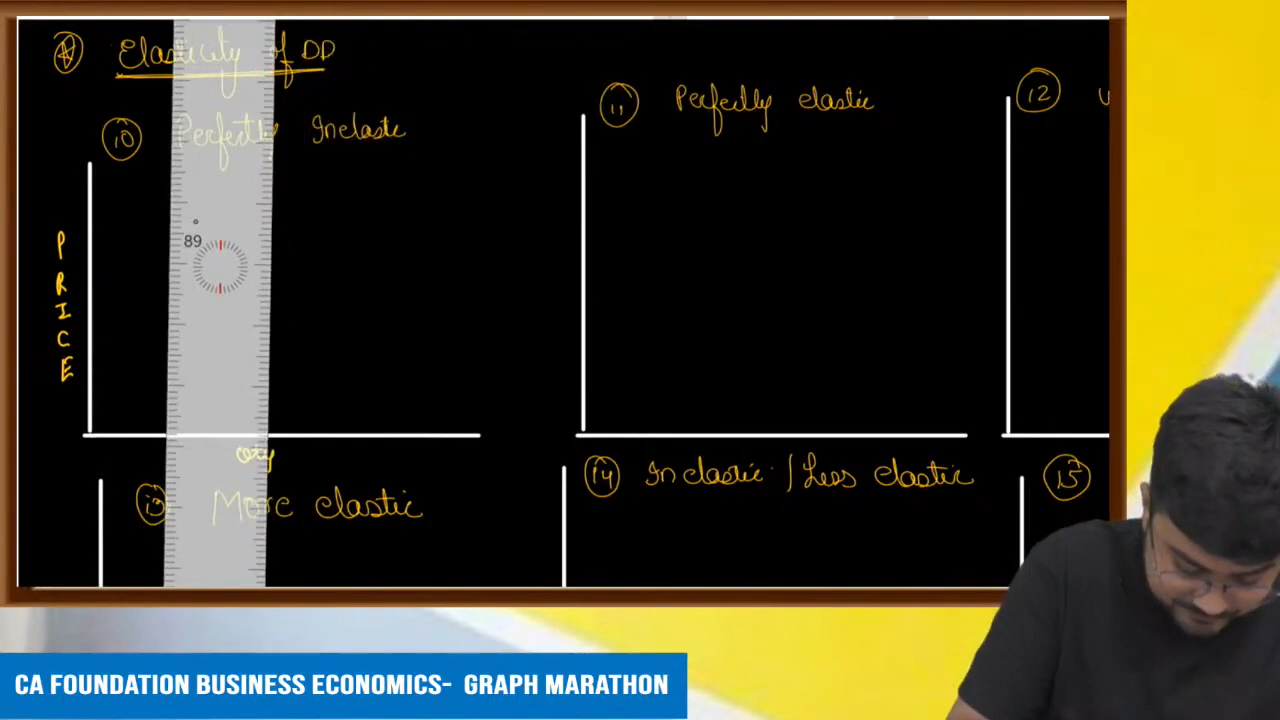 Elasticity of DD
10 Perfectly Inelastic
11 Perfectly elastic
12
PRICE
89°
13 More elastic
14 Inelastic / Less elastic
15
CA FOUNDATION BUSINESS ECONOMICS- GRAPH MARATHON